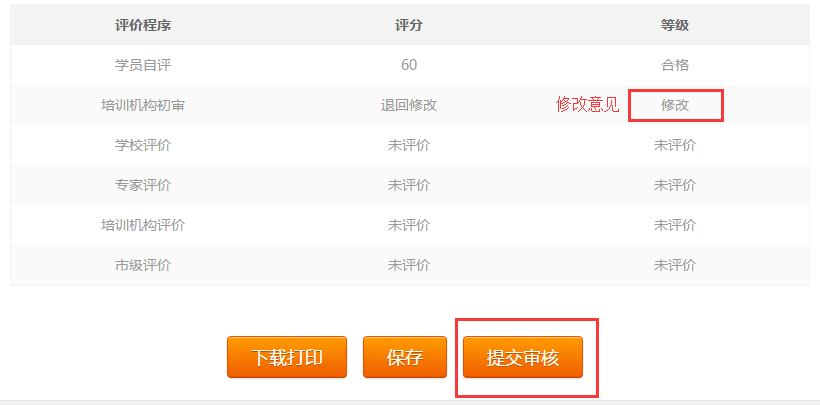 评价程序 评分 等级
学员自评 60 合格
培训机构初审 退回修改 修改意见 修改
学校评价 未评价 未评价
专家评价 未评价 未评价
培训机构评价 未评价 未评价
市级评价 未评价 未评价
下载打印 保存 提交审核